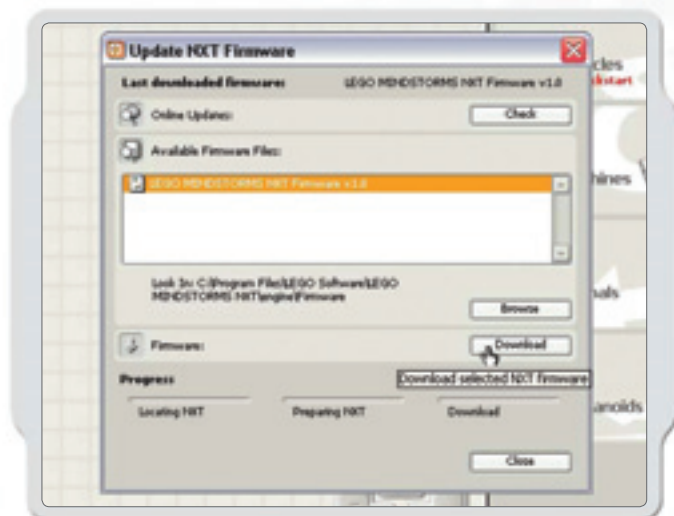 Update NXT Firmware
Last downloaded firmware: LEGO MINDSTORMS NXT Firmware v1.0
Online Updates: Check
Available Firmware Files:
LEGO MINDSTORMS NXT Firmware v1.0
Look In: C:\Program Files\LEGO Software\LEGO
MINDSTORMS NXT\engine\Firmware
Browse
Firmware: Download
Download selected NXT firmware
Progress
Locating NXT Preparing NXT Download
Close
cles
kstart
hines
als
anoids